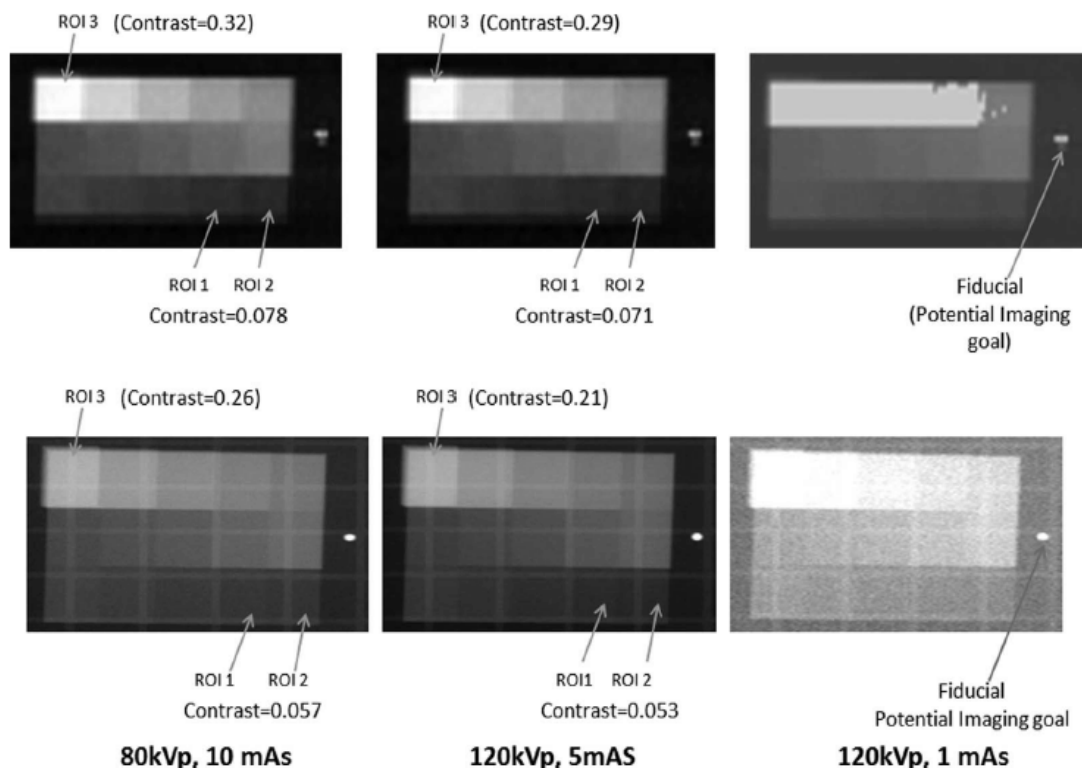 ROI 3 (Contrast=0.32)
ROI 3 (Contrast=0.29)
ROI 1 ROI 2
Contrast=0.078
ROI 1 ROI 2
Contrast=0.071
Fiducial
(Potential Imaging
goal)
ROI 3 (Contrast=0.26)
ROI 3 (Contrast=0.21)
ROI 1 ROI 2
Contrast=0.057
ROI1 ROI 2
Contrast=0.053
Fiducial
Potential Imaging goal
80kVp, 10 mAs
120kVp, 5mAS
120kVp, 1 mAs